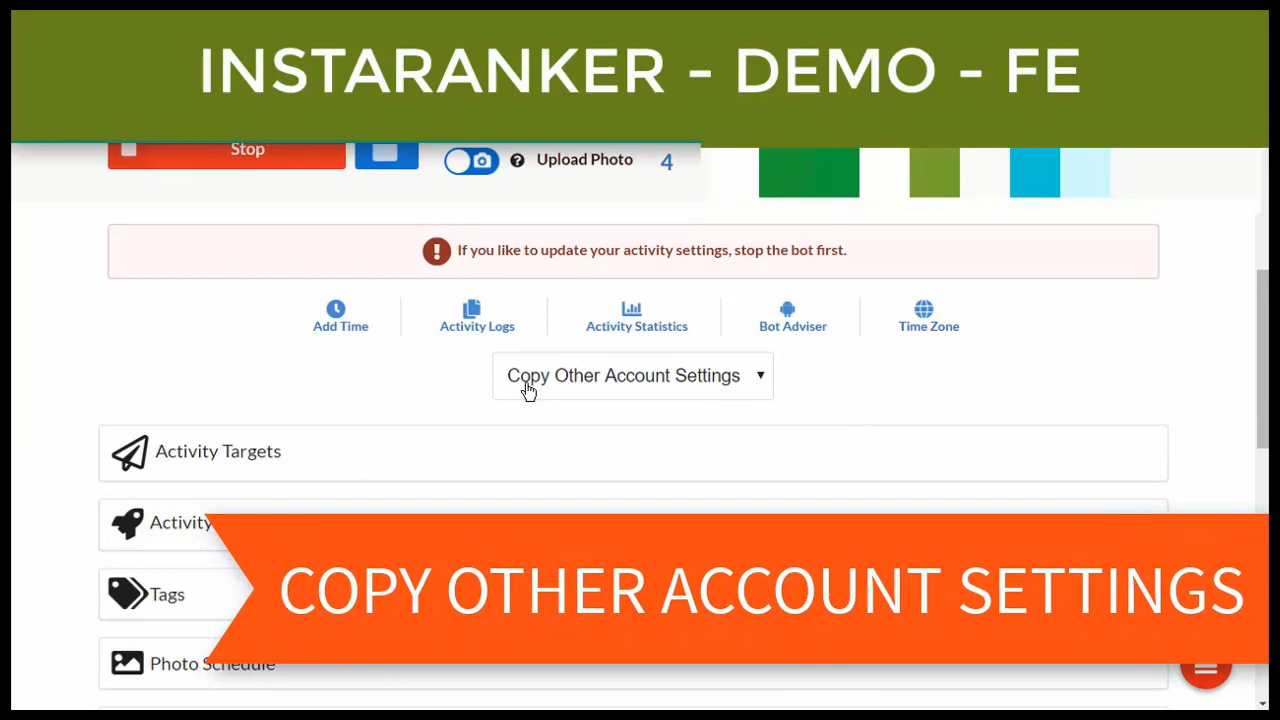 INSTARANKER - DEMO - FE
Stop
Upload Photo 4
If you like to update your activity settings, stop the bot first.
Add Time
Activity Logs
Activity Statistics
Bot Adviser
Time Zone
Copy Other Account Settings
Activity Targets
Activity
Tags
COPY OTHER ACCOUNT SETTINGS
Photo Schedule